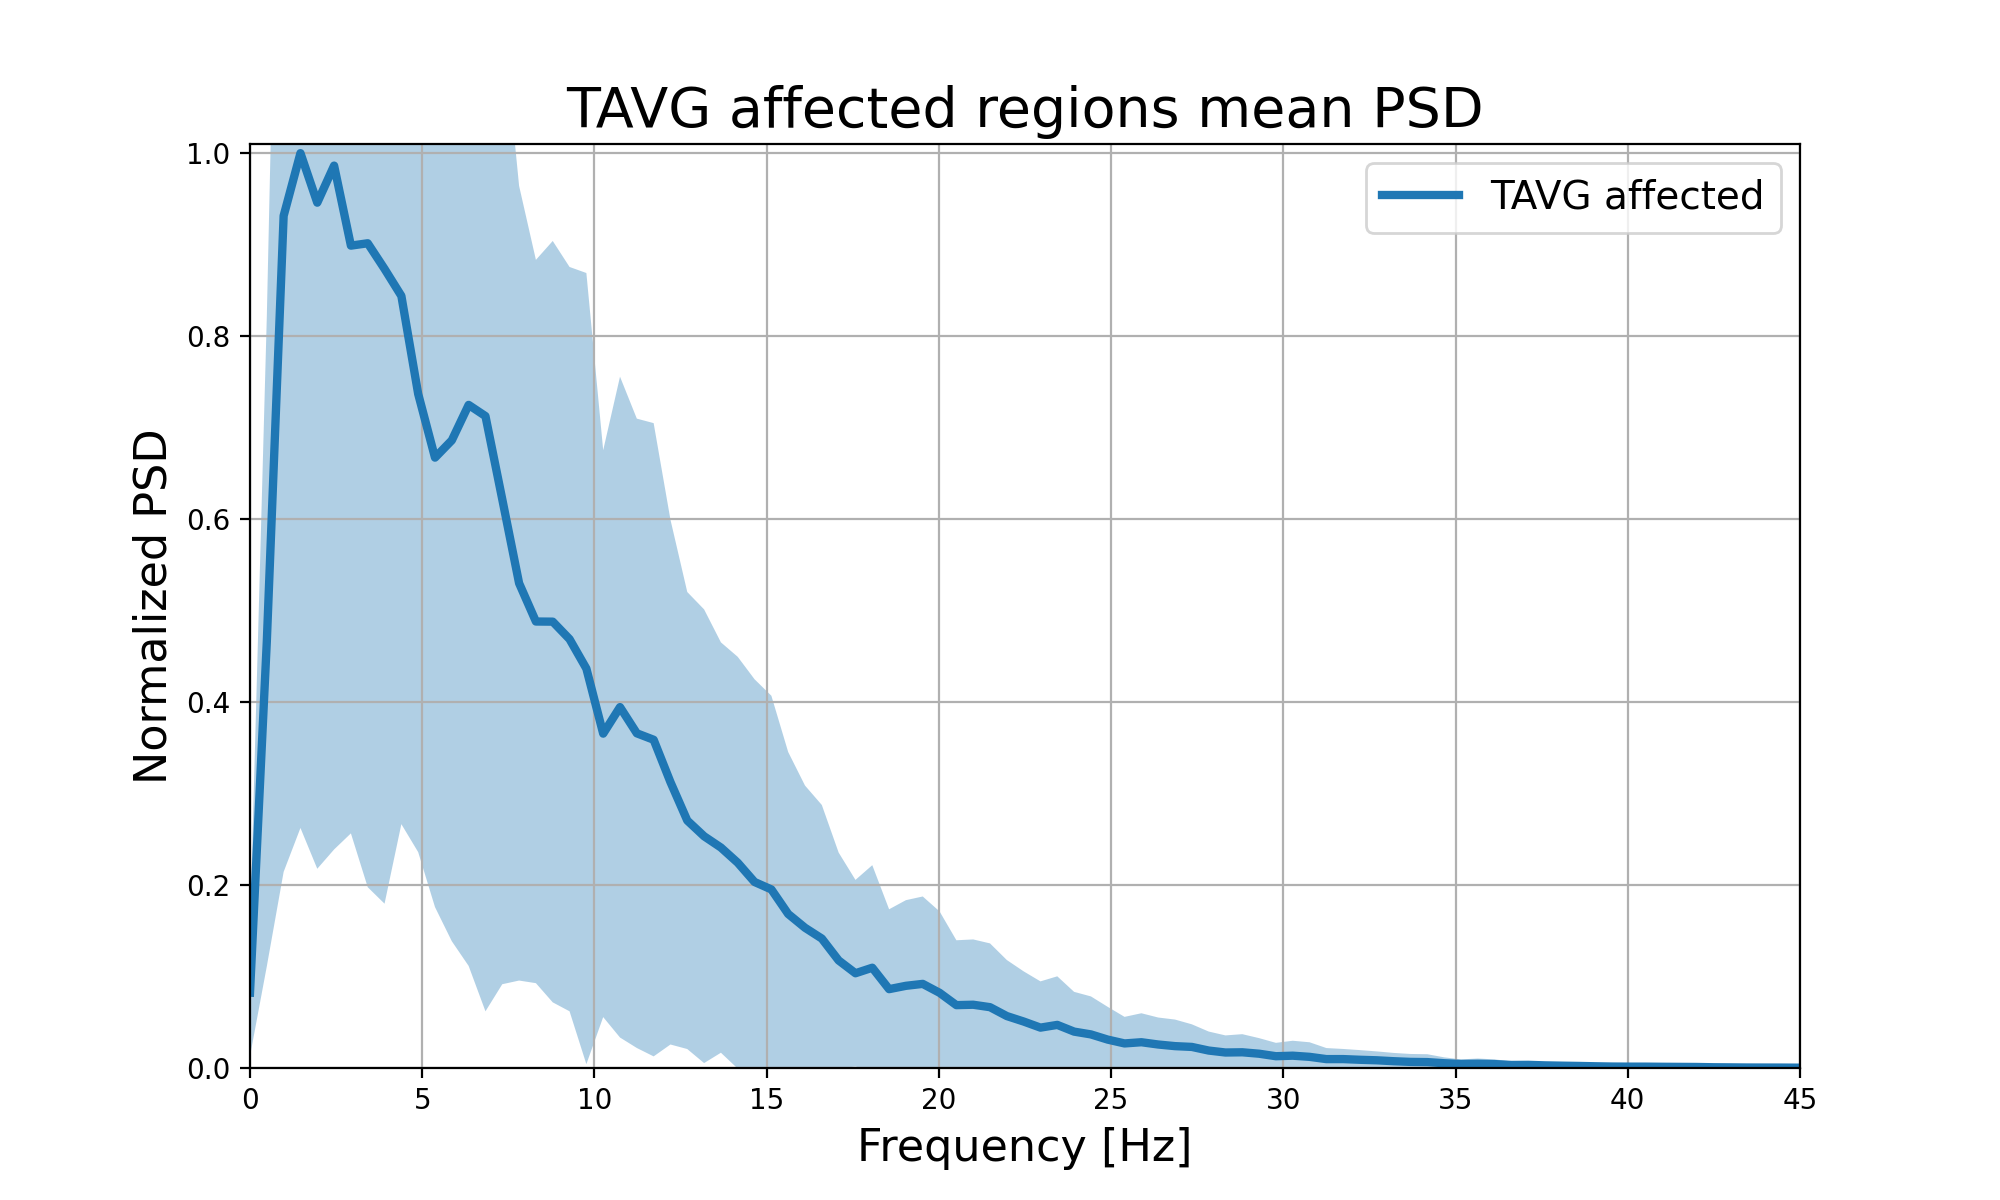 TAVG affected regions mean PSD
TAVG affected
Normalized PSD
1.0
0.8
0.6
0.4
0.2
0.0
0 5 10 15 20 25 30 35 40 45
Frequency [Hz]